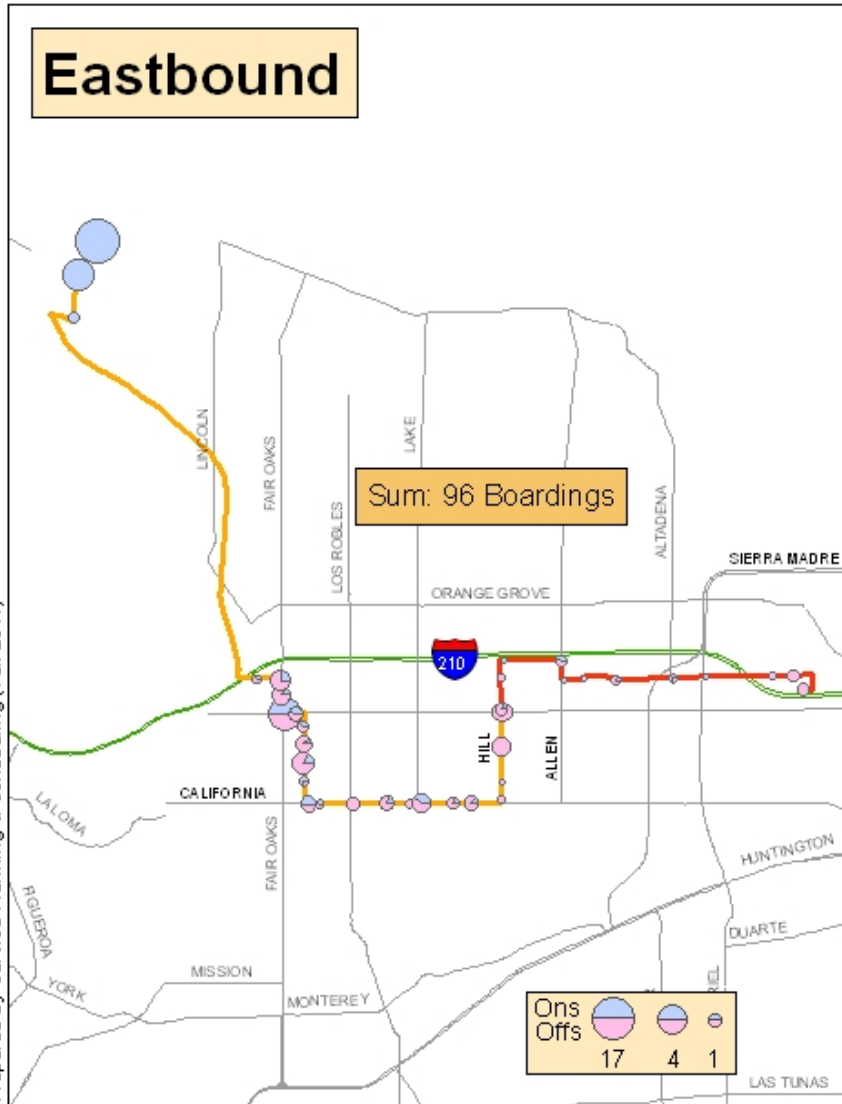 Eastbound
LINCOLN
FAIR OAKS
LAKE
Sum: 96 Boardings
LOS ROBLES
ALTADENA
SIERRA MADRE
ORANGE GROVE
210
HILL
ALLEN
CALIFORNIA
LA LOMA
FAIR OAKS
HUNTINGTON
FIGUEROA
DUARTE
MISSION
YORK
MONTEREY
RIEL
Ons
Offs
17 4 1
LAS TUNAS